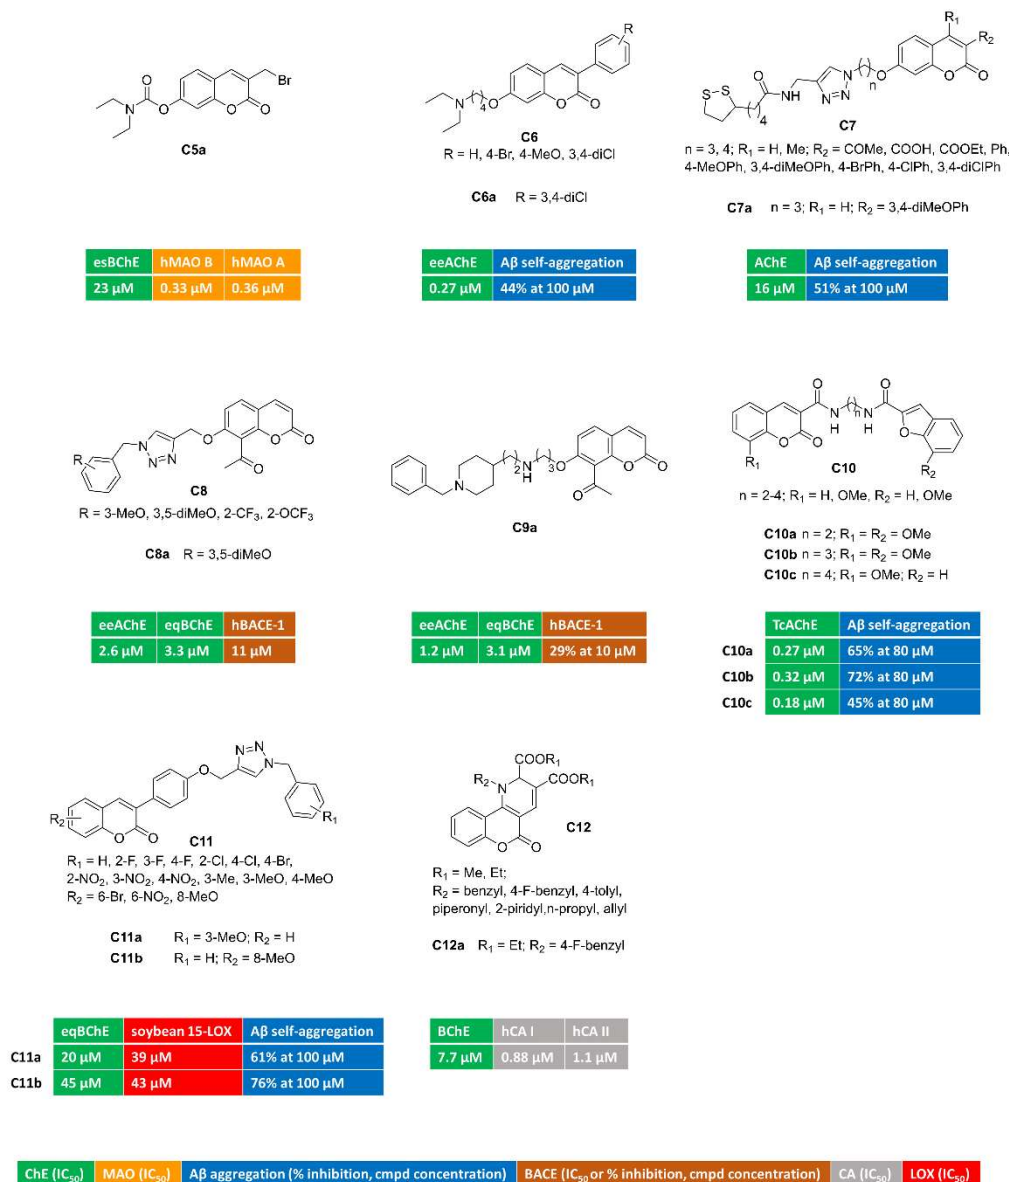 C5a
C6
R = H, 4-Br, 4-MeO, 3,4-diCl
C6a R = 3,4-diCl
C7
n = 3, 4; R1 = H, Me; R2 = COMe, COOH, COOEt, Ph,
4-MeOPh, 3,4-diMeOPh, 4-BrPh, 4-ClPh, 3,4-diClPh
C7a n = 3; R1 = H; R2 = 3,4-diMeOPh
esBChE hMAO B hMAO A
23 µM 0.33 µM 0.36 µM
eeAChE Aβ self-aggregation
0.27 µM 44% at 100 µM
AChE Aβ self-aggregation
16 µM 51% at 100 µM
C8
R = 3-MeO, 3,5-diMeO, 2-CF3, 2-OCF3
C8a R = 3,5-diMeO
C9a
C10
n = 2-4; R1 = H, OMe, R2 = H, OMe
C10a n = 2; R1 = R2 = OMe
C10b n = 3; R1 = R2 = OMe
C10c n = 4; R1 = OMe; R2 = H
eeAChE eqBChE hBACE-1
2.6 µM 3.3 µM 11 µM
eeAChE eqBChE hBACE-1
1.2 µM 3.1 µM 29% at 10 µM
TcAChE Aβ self-aggregation
C10a 0.27 µM 65% at 80 µM
C10b 0.32 µM 72% at 80 µM
C10c 0.18 µM 45% at 80 µM
C11
R1 = H, 2-F, 3-F, 4-F, 2-Cl, 4-Cl, 4-Br,
2-NO2, 3-NO2, 4-NO2, 3-Me, 3-MeO, 4-MeO
R2 = 6-Br, 6-NO2, 8-MeO
C11a R1 = 3-MeO; R2 = H
C11b R1 = H; R2 = 8-MeO
C12
R1 = Me, Et;
R2 = benzyl, 4-F-benzyl, 4-tolyl,
piperonyl, 2-piridyl,n-propyl, allyl
C12a R1 = Et; R2 = 4-F-benzyl
eqBChE soybean 15-LOX Aβ self-aggregation
C11a 20 µM 39 µM 61% at 100 µM
C11b 45 µM 43 µM 76% at 100 µM
BChE hCA I hCA II
7.7 µM 0.88 µM 1.1 µM
ChE (IC50) MAO (IC50) Aβ aggregation (% inhibition, cmpd concentration) BACE (IC50 or % inhibition, cmpd concentration) CA (IC50) LOX (IC50)